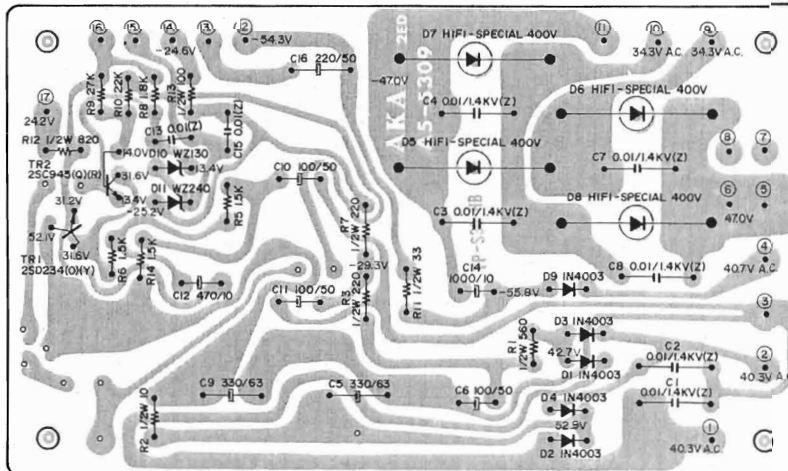 16 15 14 13 12
-24.6V
-54.3V
C16 220/50
D7 HIFI-SPECIAL 400V
11 10 9
34.3V A.C. 34.3V A.C.
-47.0V
R9 27K
R10 22K
R8 1.8K
R13
1/2W 100
C13 0.01(Z)
C15 0.01(Z)
C4 0.01/1.4KV(Z)
D6 HIFI-SPECIAL 400V
17
24.2V
R12 1/2W 820
TR2
2SC945(Q)(R)
14.0V D10 WZ130
13.4V
31.6V D11 WZ240
13.4V
-25.2V
C10 100/50
D5 HIFI-SPECIAL 400V
C7 0.01/1.4KV(Z)
8 7
R5 1.5K
R7
1/2W 220
C3 0.01/1.4KV(Z)
D8 HIFI-SPECIAL 400V
6 5
47.0V
31.2V
52.1V
31.6V
TR1
2SD234(O)(Y)
R6 1.5K
R14 1.5K
C12 470/10
C11 100/50
-29.3V
R3
1/2W 220
R11 1/2W 33
C14
1000/10
-55.8V
D9 IN4003
C8 0.01/1.4KV(Z)
4
40.7V A.C.
3
R1
1/2W 560
D3 IN4003
42.7V
D1 IN4003
C2
0.01/1.4KV(Z)
2
40.3V A.C.
C9 330/63
C5 330/63
C6 100/50
C1
0.01/1.4KV(Z)
R2 1/2W 10
D4 IN4003
52.9V
D2 IN4003
1
40.3V A.C.